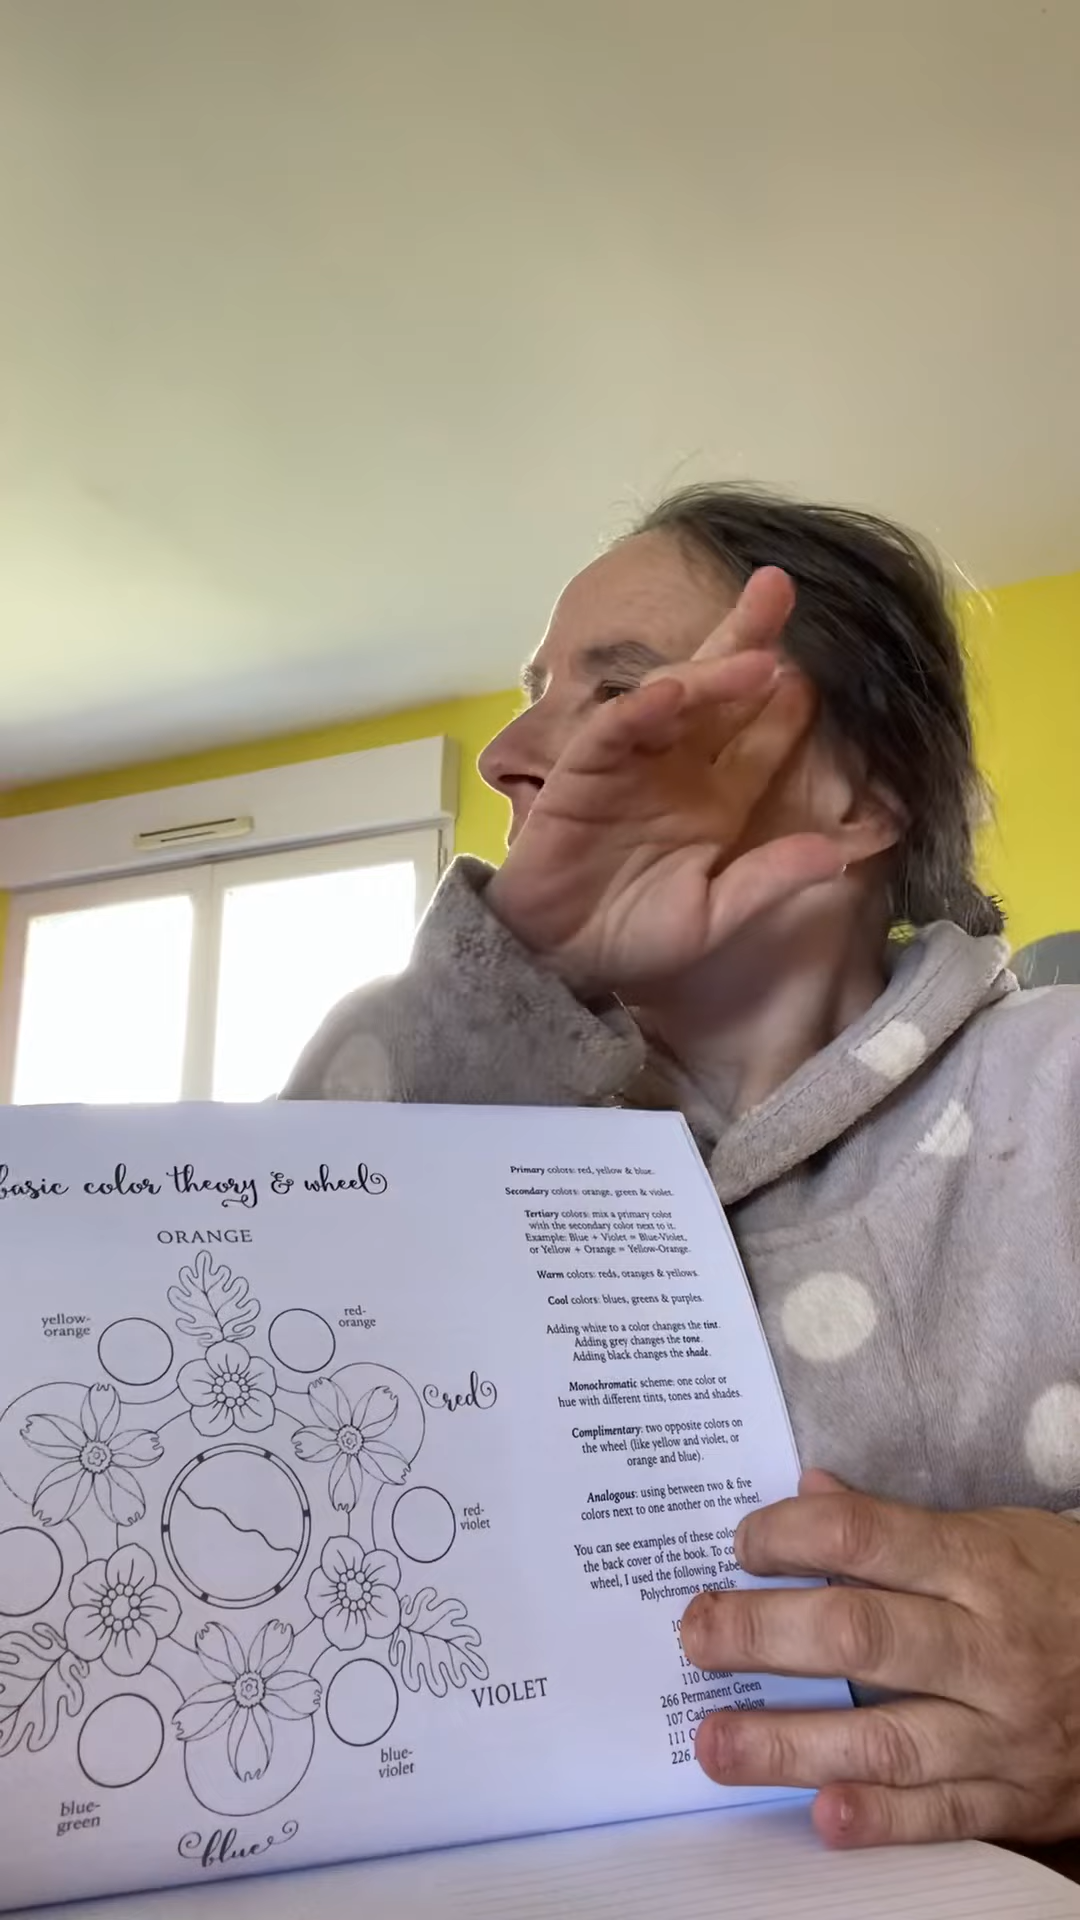 basic color theory & wheel
ORANGE
yellow-
orange
red-
orange
red
red-
violet
VIOLET
blue-
violet
blue-
green
blue
Primary colors: red, yellow & blue.
Secondary colors: orange, green & violet.
Tertiary colors: mix a primary color
with the secondary color next to it.
Example: Blue + Violet = Blue-Violet,
or Yellow + Orange = Yellow-Orange.
Warm colors: reds, oranges & yellows.
Cool colors: blues, greens & purples.
Adding white to a color changes the tint.
Adding grey changes the tone.
Adding black changes the shade.
Monochromatic scheme: one color or
hue with different tints, tones and shades.
Complimentary: two opposite colors on
the wheel (like yellow and violet, or
orange and blue).
Analogous: using between two & five
colors next to one another on the wheel.
You can see examples of these
the back cover of the book. To
wheel, I used the following
Polychromos pencils:
110
266 Permanent Green
107 Cadmium Yellow
111
226